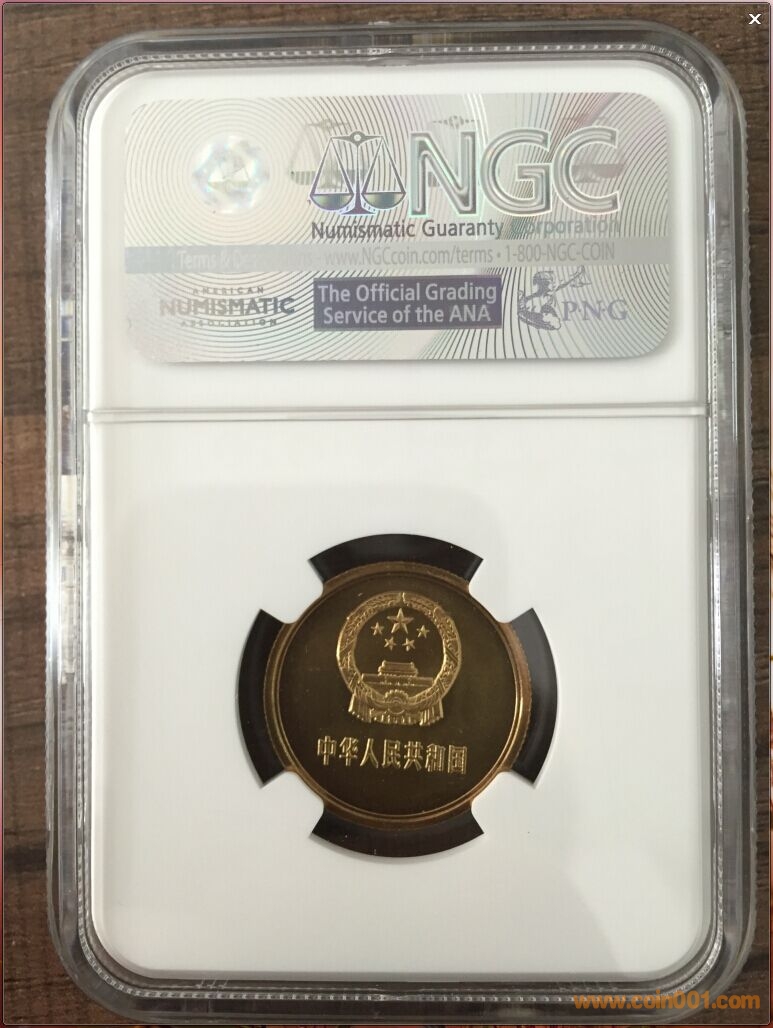 NGC
Numismatic Guaranty Corporation
www.NGCcoin.com/terms • 1-800-NGC-COIN
AMERICAN
NUMISMATIC
ASSOCIATION
The Official Grading
Service of the ANA
PNG
中华人民共和国
www.coin001.com